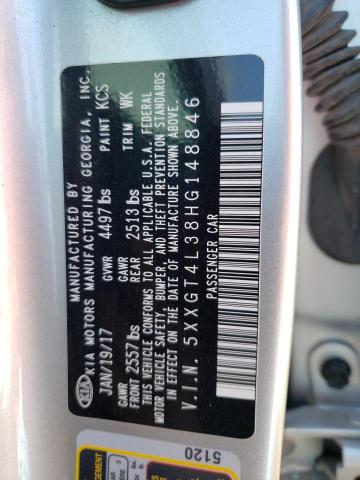 MANUFACTURED BY
KIA MOTORS MANUFACTURING GEORGIA, INC.
KIA
JAN/19/17 GVWR 4497lbs PAINT KCS
GAWR FRONT 2557lbs GAWR REAR 2513lbs TRIM WK
THIS VEHICLE CONFORMS TO ALL APPLICABLE U.S.A. FEDERAL
MOTOR VEHICLE SAFETY, BUMPER, AND THEFT PREVENTION STANDARDS
IN EFFECT ON THE DATE OF MANUFACTURE SHOWN ABOVE.
V.I.N. 5XXGT4L38HG148846
PASSENGER CAR
5120